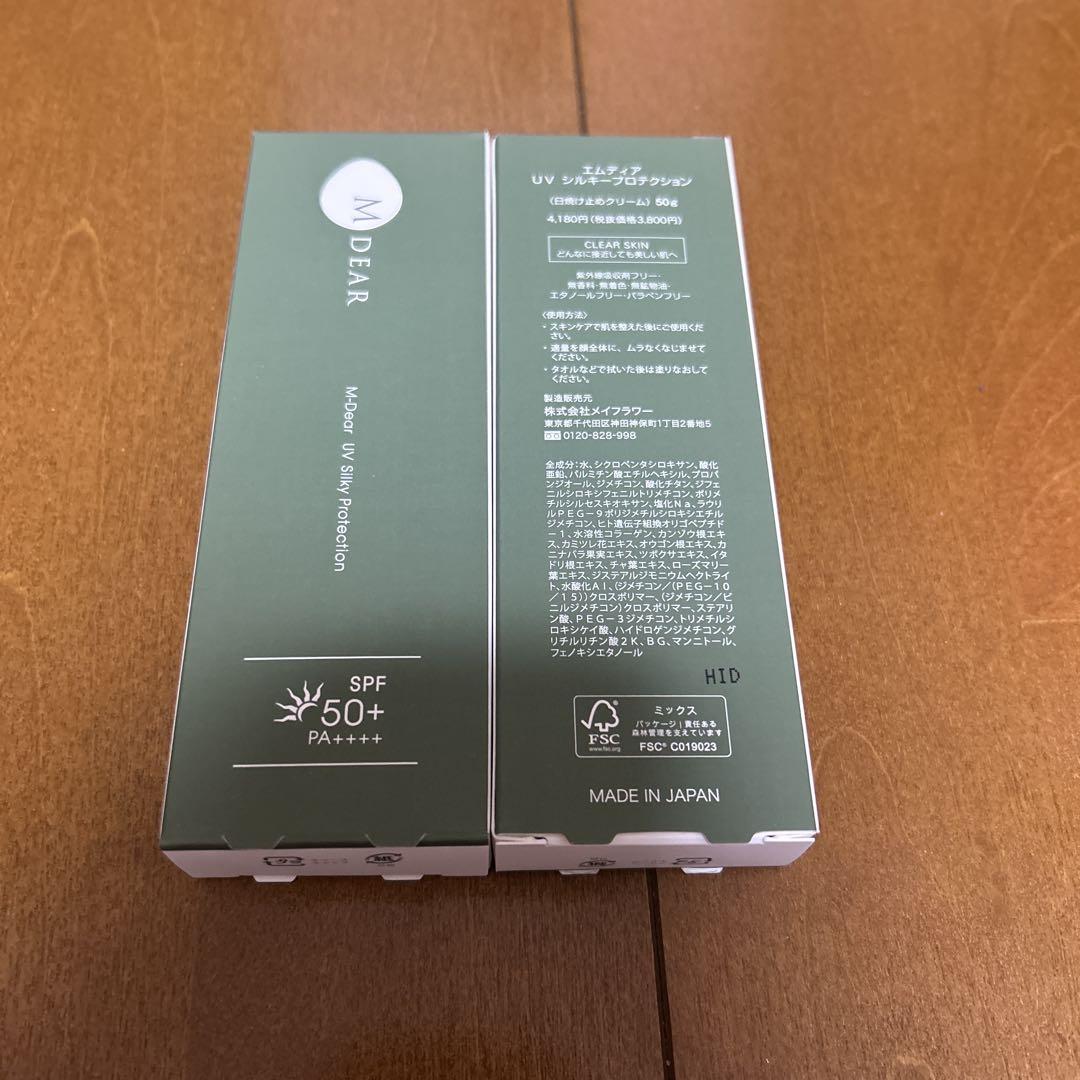 M DEAR
M-Dear UV Silky Protection
SPF
50+
PA++++
エムディア
UV シルキープロテクション
〈日焼け止めクリーム〉50g
4,180円(税抜価格3,800円)
CLEAR SKIN
どんなに接近しても美しい肌へ
紫外線吸収剤フリー・
無香料・無着色・無鉱物油・
エタノールフリー・パラベンフリー
〈使用方法〉
・スキンケアで肌を整えた後にご使用くだ
さい。
・適量を顔全体に、ムラなくなじませて
ください。
・タオルなどで拭いた後は塗りなおして
ください。
製造販売元
株式会社メイフラワー
東京都千代田区神田神保町1丁目2番地5
0120-828-998
全成分:水、シクロペンタシロキサン、酸化
亜鉛、パルミチン酸エチルヘキシル、プロパ
ンジオール、ジメチコン、酸化チタン、ジフェ
ニルシロキシフェニルトリメチコン、ポリメ
チルシルセスキオキサン、塩化Na、ラウリ
ルPEG-9ポリジメチルシロキシエチル
ジメチコン、ヒト遺伝子組換オリゴペプチド
-1、水溶性コラーゲン、カンゾウ根エキ
ス、カミツレ花エキス、オウゴン根エキス、カ
ニナバラ果実エキス、ツボクサエキス、イタ
ドリ根エキス、チャ葉エキス、ローズマリー
葉エキス、ジステアルジモニウムヘクトライ
ト、水酸化Al、(ジメチコン/(PEG-10
/15))クロスポリマー、(ジメチコン/ビ
ニルジメチコン)クロスポリマー、ステアリ
ン酸、PEG-3ジメチコン、トリメチルシ
ロキシケイ酸、ハイドロゲンジメチコン、グ
リチルリチン酸2K、BG、マンニトール、
フェノキシエタノール
HID
FSC
www.fsc.org
ミックス
パッケージ|責任ある
森林管理を支えています
FSC® C019023
MADE IN JAPAN